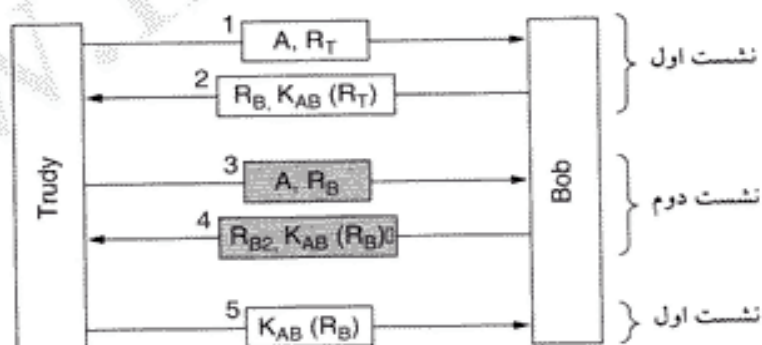 1 A, R_T
نشست اول
2 R_B, K_AB (R_T)
Trudy
Bob
3 A, R_B
نشست دوم
4 R_B2, K_AB (R_B)▯
5 K_AB (R_B)
نشست اول